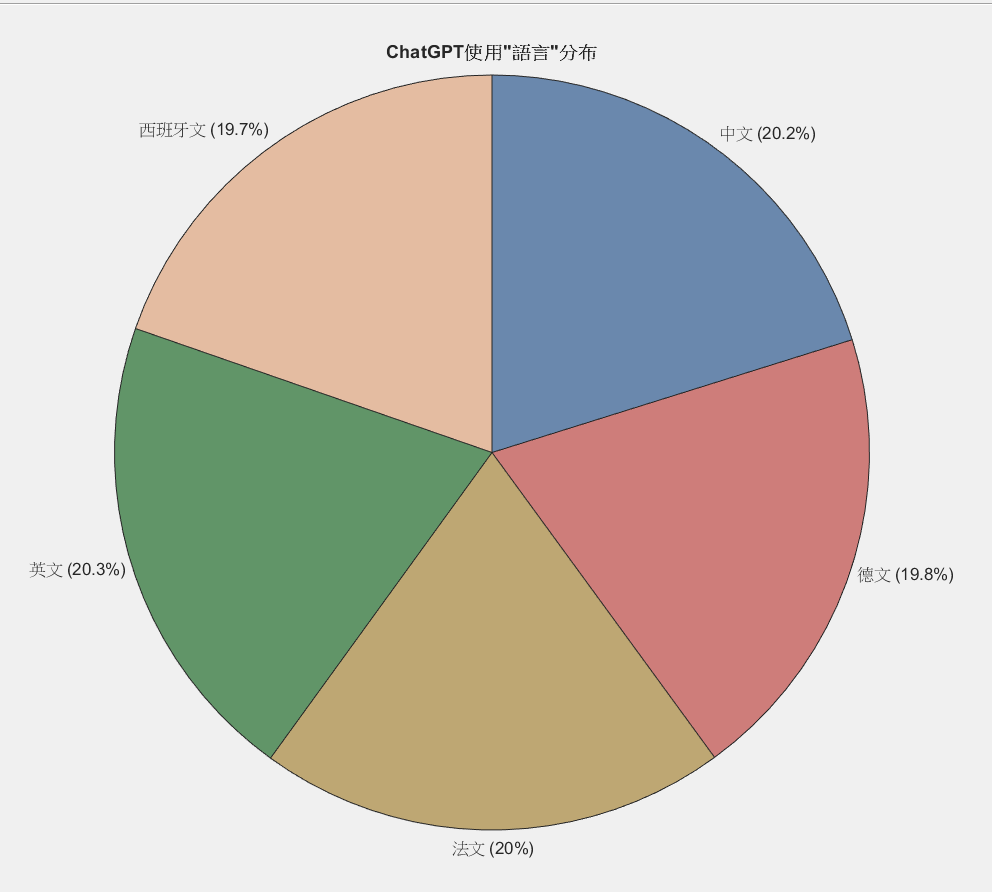 ChatGPT使用"語言"分布
西班牙文 (19.7%)
中文 (20.2%)
英文 (20.3%)
德文 (19.8%)
法文 (20%)